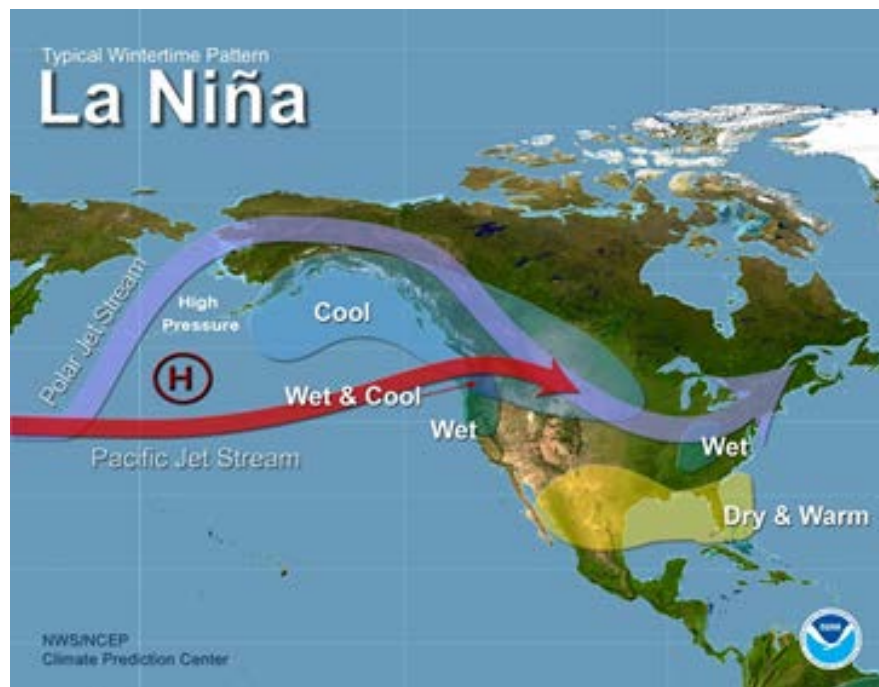 Typical Wintertime Pattern
La Niña
Polar Jet Stream
High
Pressure
H
Cool
Wet & Cool
Wet
Pacific Jet Stream
Wet
Dry & Warm
NWS/NCEP
Climate Prediction Center